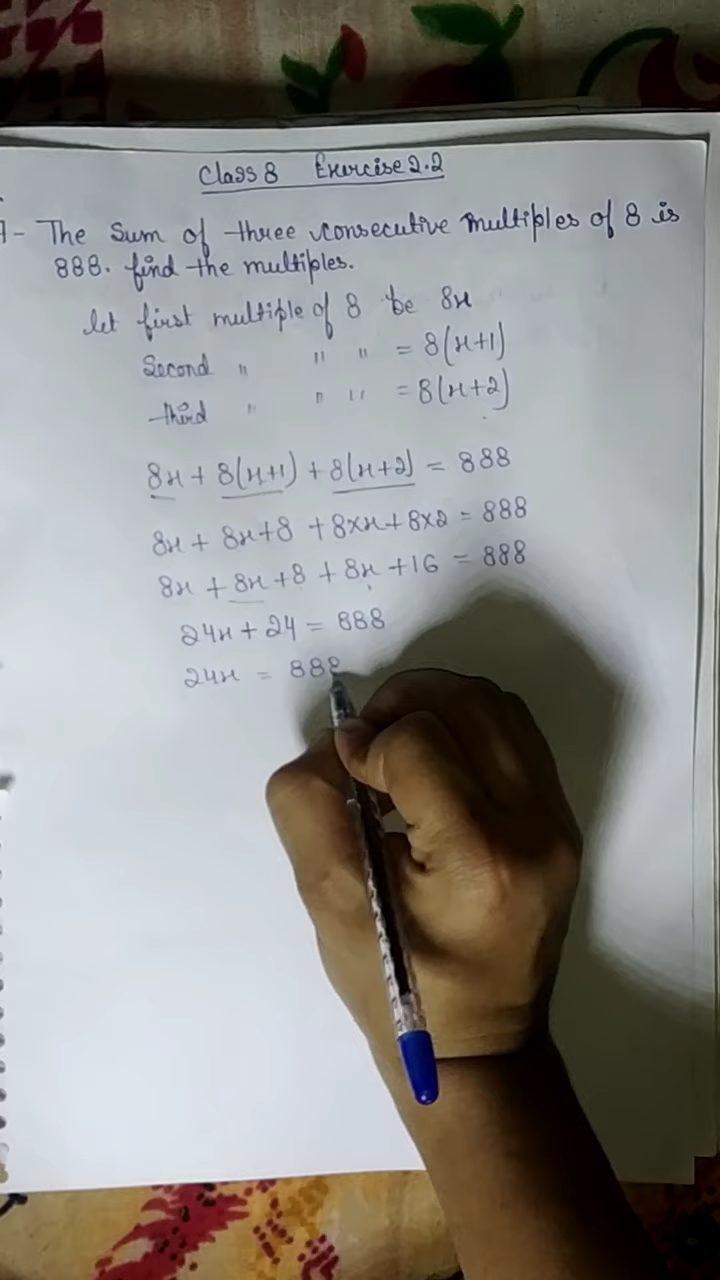 Class 8 Exercise 2.2
7- The Sum of three consecutive multiples of 8 is
888. find the multiples.
let first multiple of 8 be 8x
Second " " " = 8(x+1)
third " " " = 8(x+2)
8x + 8(x+1) + 8(x+2) = 888
8x + 8x+8 + 8×x+8×2 = 888
8x + 8x +8 + 8x +16 = 888
24x + 24 = 888
24x = 888